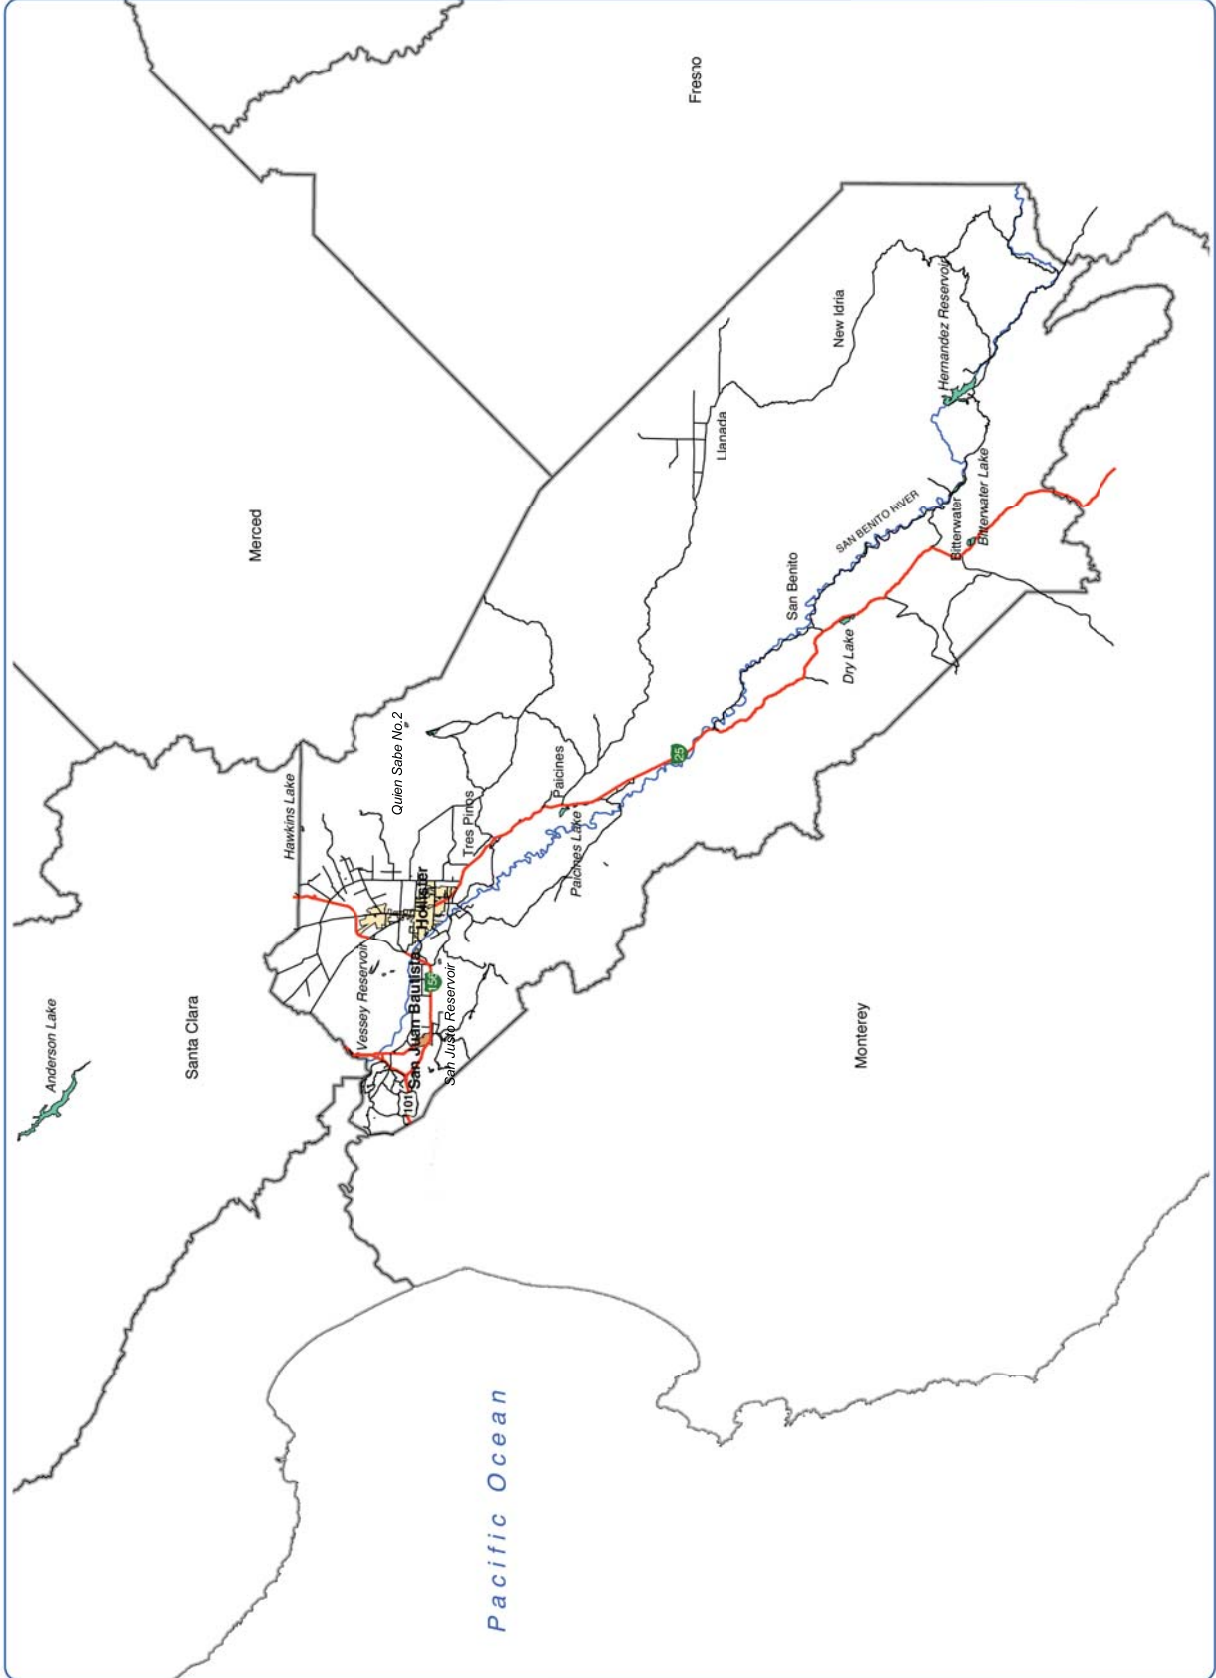 Pacific Ocean
Anderson Lake
Santa Clara
Hawkins Lake
Merced
Quien Sabe No.2
Vessey Reservoir
101
San Juan Bautista
156
Hollister
San Justo Reservoir
Tres Pinos
Paicines
Paicines Lake
25
Llanada
New Idria
Fresno
San Benito
SAN BENITO RIVER
Dry Lake
Monterey
Hernandez Reservoir
Bitterwater
Bitterwater Lake